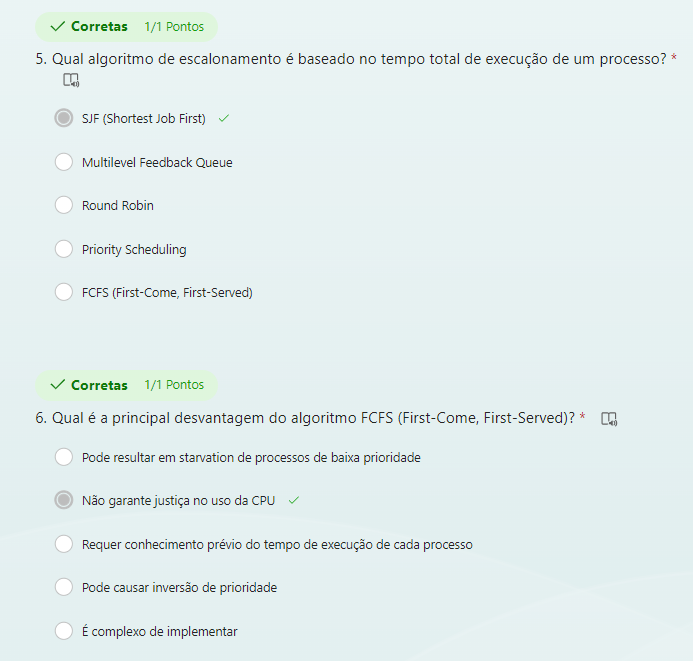 Corretas 1/1 Pontos
5. Qual algoritmo de escalonamento é baseado no tempo total de execução de um processo? *
SJF (Shortest Job First)
Multilevel Feedback Queue
Round Robin
Priority Scheduling
FCFS (First-Come, First-Served)
Corretas 1/1 Pontos
6. Qual é a principal desvantagem do algoritmo FCFS (First-Come, First-Served)? *
Pode resultar em starvation de processos de baixa prioridade
Não garante justiça no uso da CPU
Requer conhecimento prévio do tempo de execução de cada processo
Pode causar inversão de prioridade
É complexo de implementar